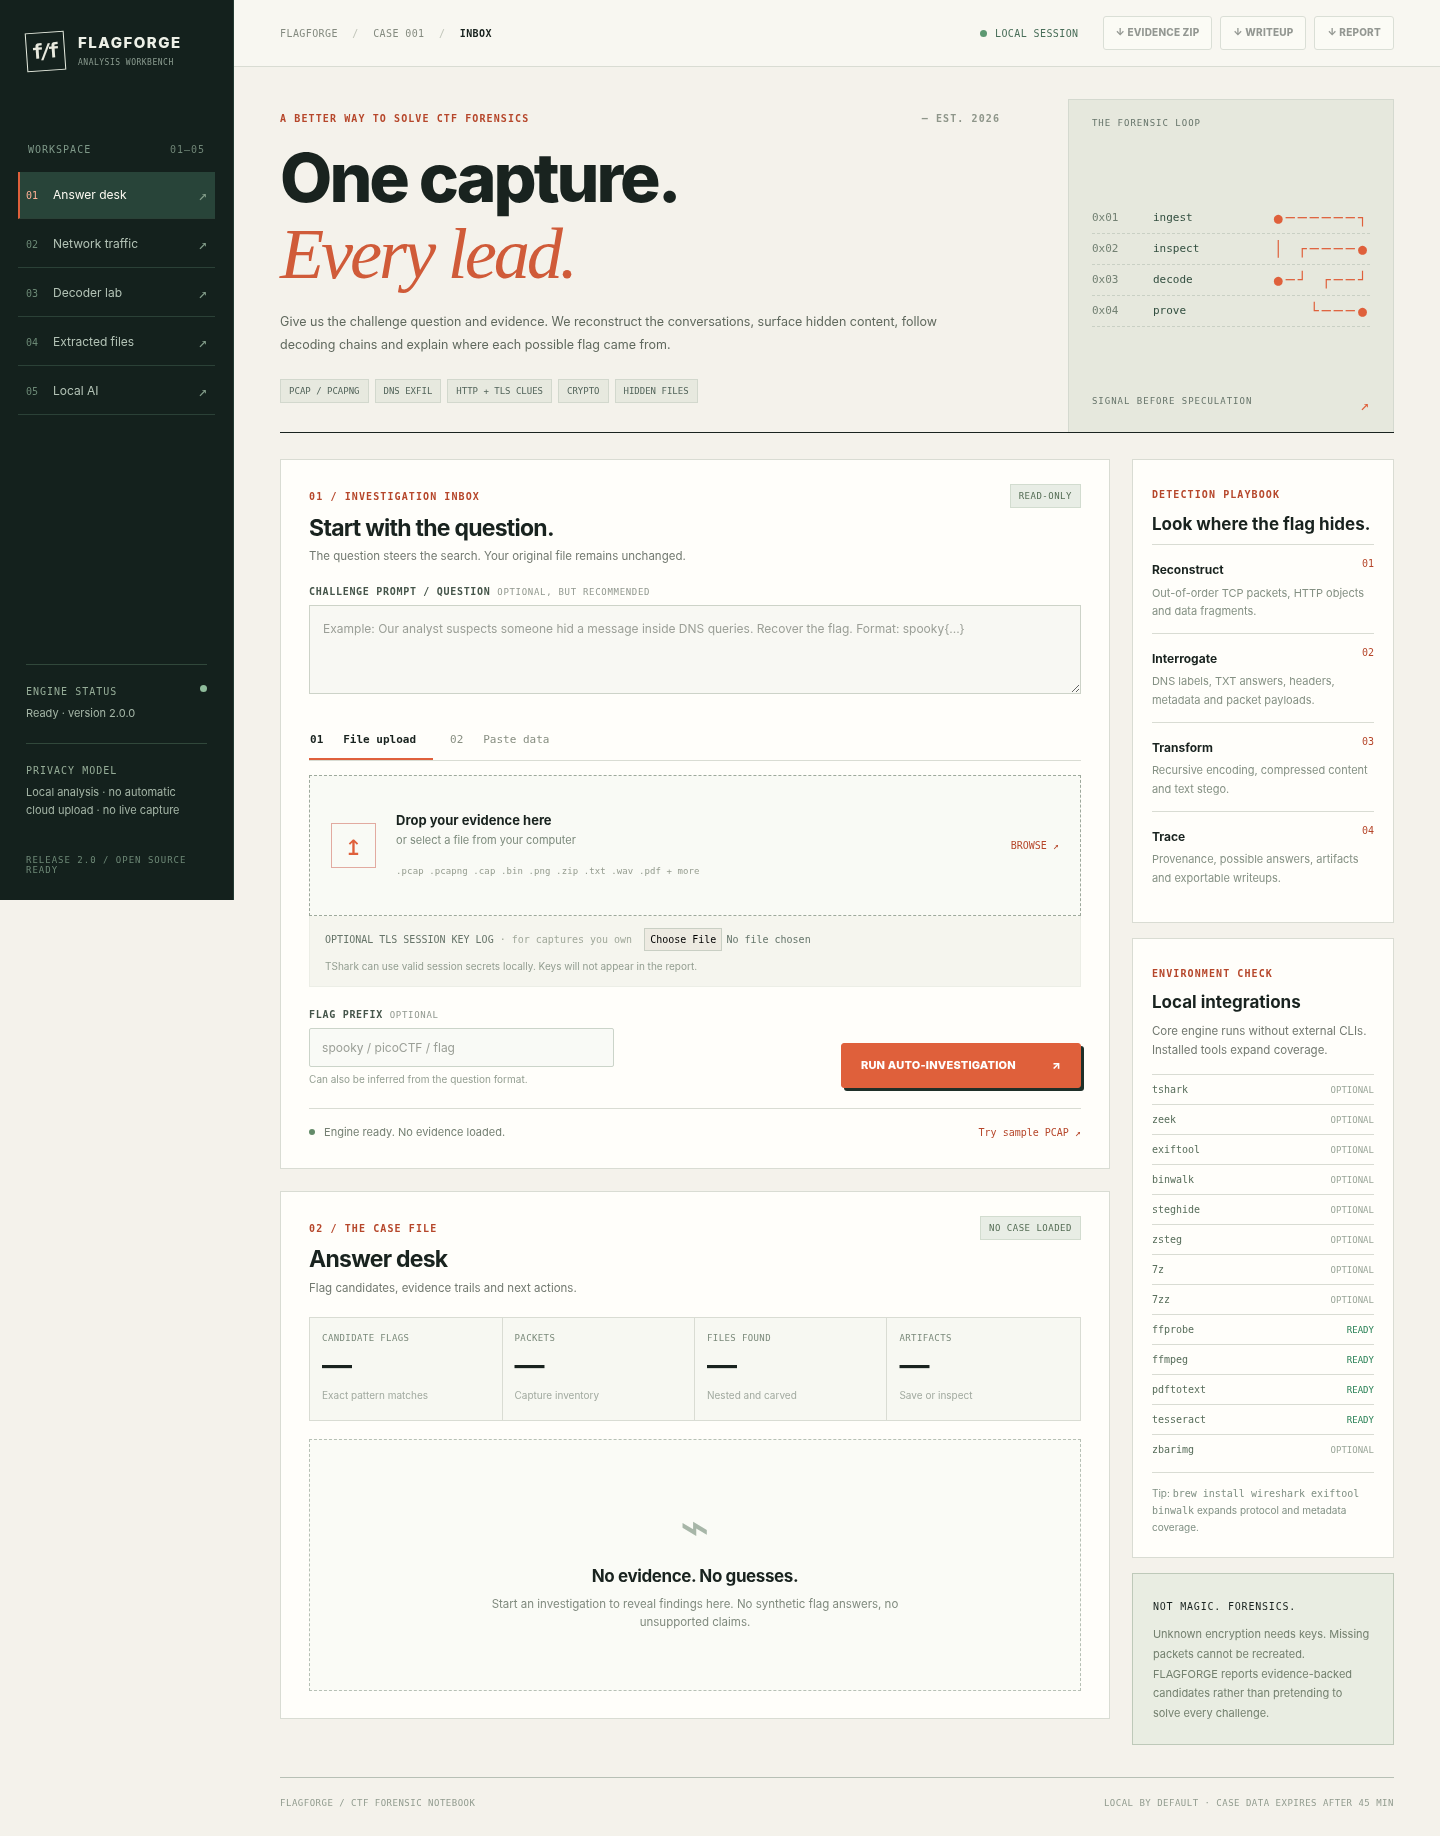 f/f
FLAGFORGE
ANALYSIS WORKBENCH
WORKSPACE 01—05
01 Answer desk ↗
02 Network traffic ↗
03 Decoder lab ↗
04 Extracted files ↗
05 Local AI ↗
ENGINE STATUS
Ready · version 2.0.0
PRIVACY MODEL
Local analysis · no automatic
cloud upload · no live capture
RELEASE 2.0 / OPEN SOURCE
READY
FLAGFORGE / CASE 001 / INBOX
LOCAL SESSION
↓ EVIDENCE ZIP
↓ WRITEUP
↓ REPORT
A BETTER WAY TO SOLVE CTF FORENSICS
— EST. 2026
One capture.
Every lead.
Give us the challenge question and evidence. We reconstruct the conversations, surface hidden content, follow
decoding chains and explain where each possible flag came from.
PCAP / PCAPNG
DNS EXFIL
HTTP + TLS CLUES
CRYPTO
HIDDEN FILES
THE FORENSIC LOOP
0x01 ingest
0x02 inspect
0x03 decode
0x04 prove
SIGNAL BEFORE SPECULATION ↗
01 / INVESTIGATION INBOX
READ-ONLY
Start with the question.
The question steers the search. Your original file remains unchanged.
CHALLENGE PROMPT / QUESTION OPTIONAL, BUT RECOMMENDED
Example: Our analyst suspects someone hid a message inside DNS queries. Recover the flag. Format: spooky{...}
01 File upload
02 Paste data
↥
Drop your evidence here
or select a file from your computer
.pcap .pcapng .cap .bin .png .zip .txt .wav .pdf + more
BROWSE ↗
OPTIONAL TLS SESSION KEY LOG · for captures you own Choose File No file chosen
TShark can use valid session secrets locally. Keys will not appear in the report.
FLAG PREFIX OPTIONAL
spooky / picoCTF / flag
Can also be inferred from the question format.
RUN AUTO-INVESTIGATION ↗
Engine ready. No evidence loaded.
Try sample PCAP ↗
02 / THE CASE FILE
NO CASE LOADED
Answer desk
Flag candidates, evidence trails and next actions.
CANDIDATE FLAGS
—
Exact pattern matches
PACKETS
—
Capture inventory
FILES FOUND
—
Nested and carved
ARTIFACTS
—
Save or inspect
⌁
No evidence. No guesses.
Start an investigation to reveal findings here. No synthetic flag answers, no
unsupported claims.
DETECTION PLAYBOOK
Look where the flag hides.
Reconstruct 01
Out-of-order TCP packets, HTTP objects
and data fragments.
Interrogate 02
DNS labels, TXT answers, headers,
metadata and packet payloads.
Transform 03
Recursive encoding, compressed content
and text stego.
Trace 04
Provenance, possible answers, artifacts
and exportable writeups.
ENVIRONMENT CHECK
Local integrations
Core engine runs without external CLIs.
Installed tools expand coverage.
tshark OPTIONAL
zeek OPTIONAL
exiftool OPTIONAL
binwalk OPTIONAL
steghide OPTIONAL
zsteg OPTIONAL
7z OPTIONAL
7zz OPTIONAL
ffprobe READY
ffmpeg READY
pdftotext READY
tesseract READY
zbarimg OPTIONAL
Tip: brew install wireshark exiftool
binwalk expands protocol and metadata
coverage.
NOT MAGIC. FORENSICS.
Unknown encryption needs keys. Missing
packets cannot be recreated.
FLAGFORGE reports evidence-backed
candidates rather than pretending to
solve every challenge.
FLAGFORGE / CTF FORENSIC NOTEBOOK
LOCAL BY DEFAULT · CASE DATA EXPIRES AFTER 45 MIN